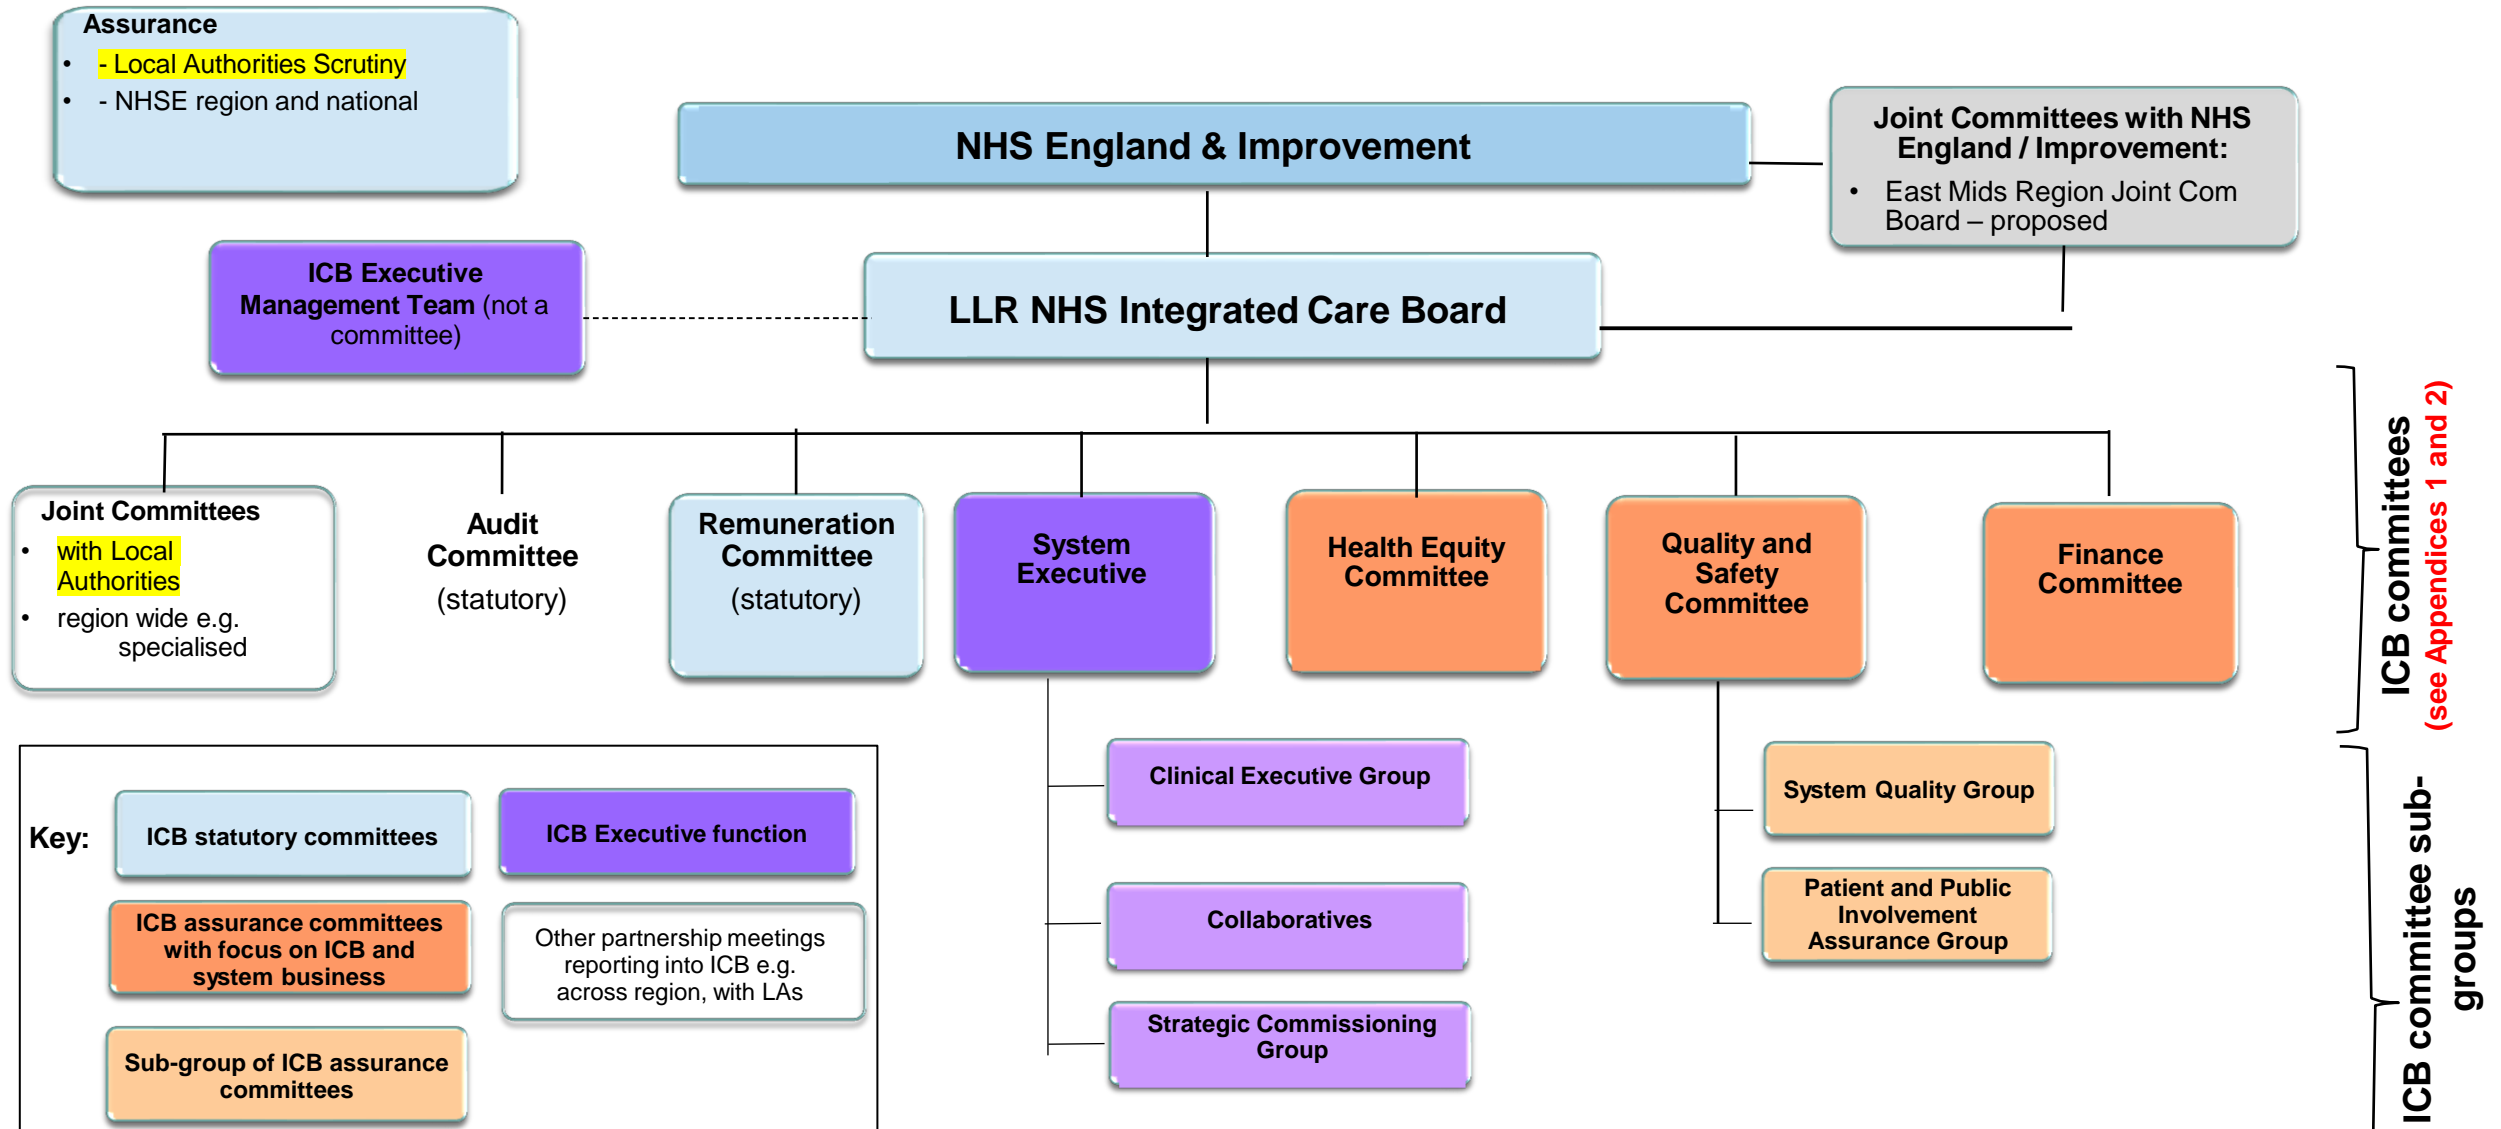 Assurance
• - Local Authorities Scrutiny
• - NHSE region and national
NHS England & Improvement
Joint Committees with NHS
England / Improvement:
• East Mids Region Joint Com
Board – proposed
ICB Executive
Management Team (not a
committee)
LLR NHS Integrated Care Board
Joint Committees
• with Local
Authorities
• region wide e.g.
specialised
Audit
Committee
(statutory)
Remuneration
Committee
(statutory)
System
Executive
Health Equity
Committee
Quality and
Safety
Committee
Finance
Committee
ICB committees
(see Appendices 1 and 2)
Clinical Executive Group
Collaboratives
Strategic Commissioning
Group
System Quality Group
Patient and Public
Involvement
Assurance Group
ICB committee sub-
groups
Key:
ICB statutory committees
ICB Executive function
ICB assurance committees
with focus on ICB and
system business
Other partnership meetings
reporting into ICB e.g.
across region, with LAs
Sub-group of ICB assurance
committees